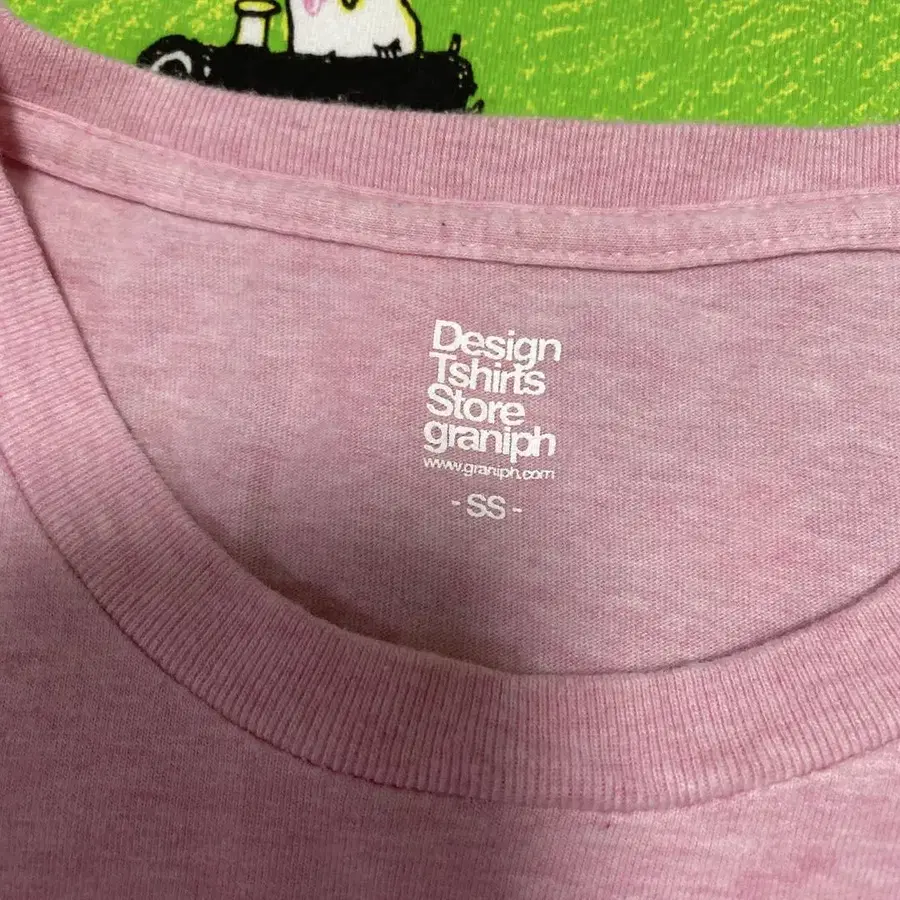 Design
Tshirts
Store
graniph
www.graniph.com
- SS -